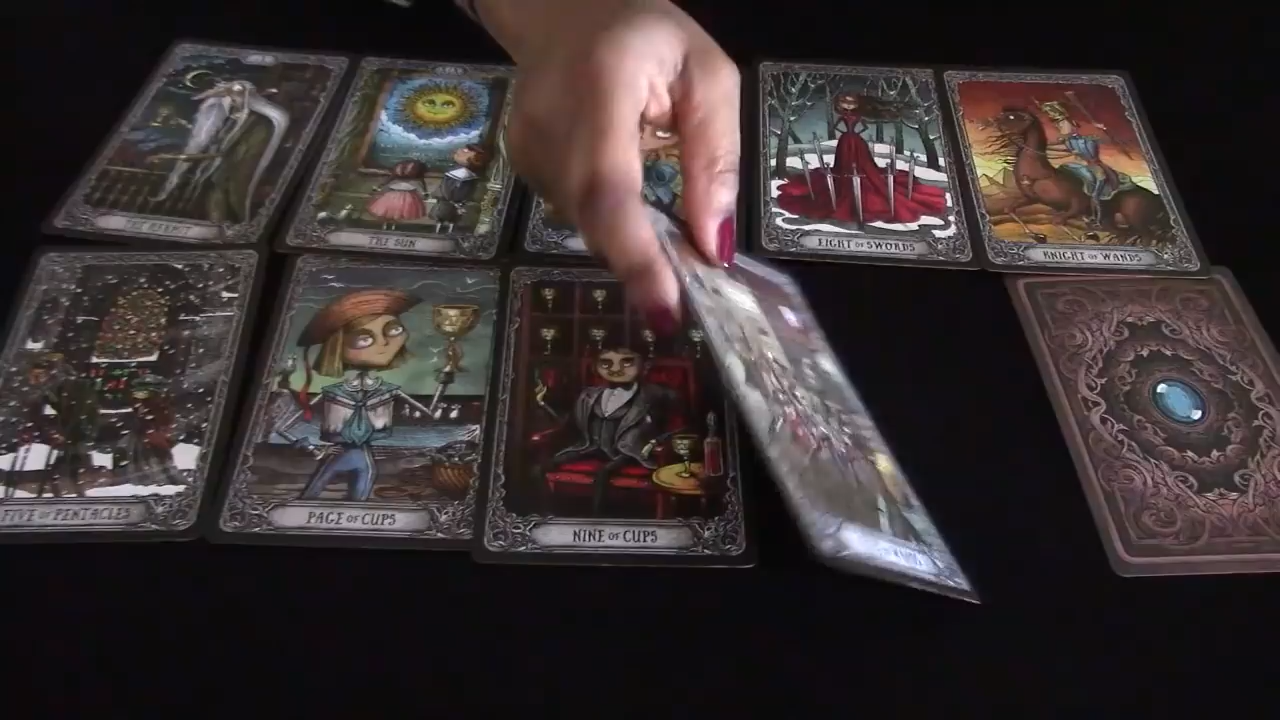 THE HERMIT
THE SUN
EIGHT OF SWORDS
KNIGHT OF WANDS
FIVE OF PENTACLES
PAGE OF CUPS
NINE OF CUPS